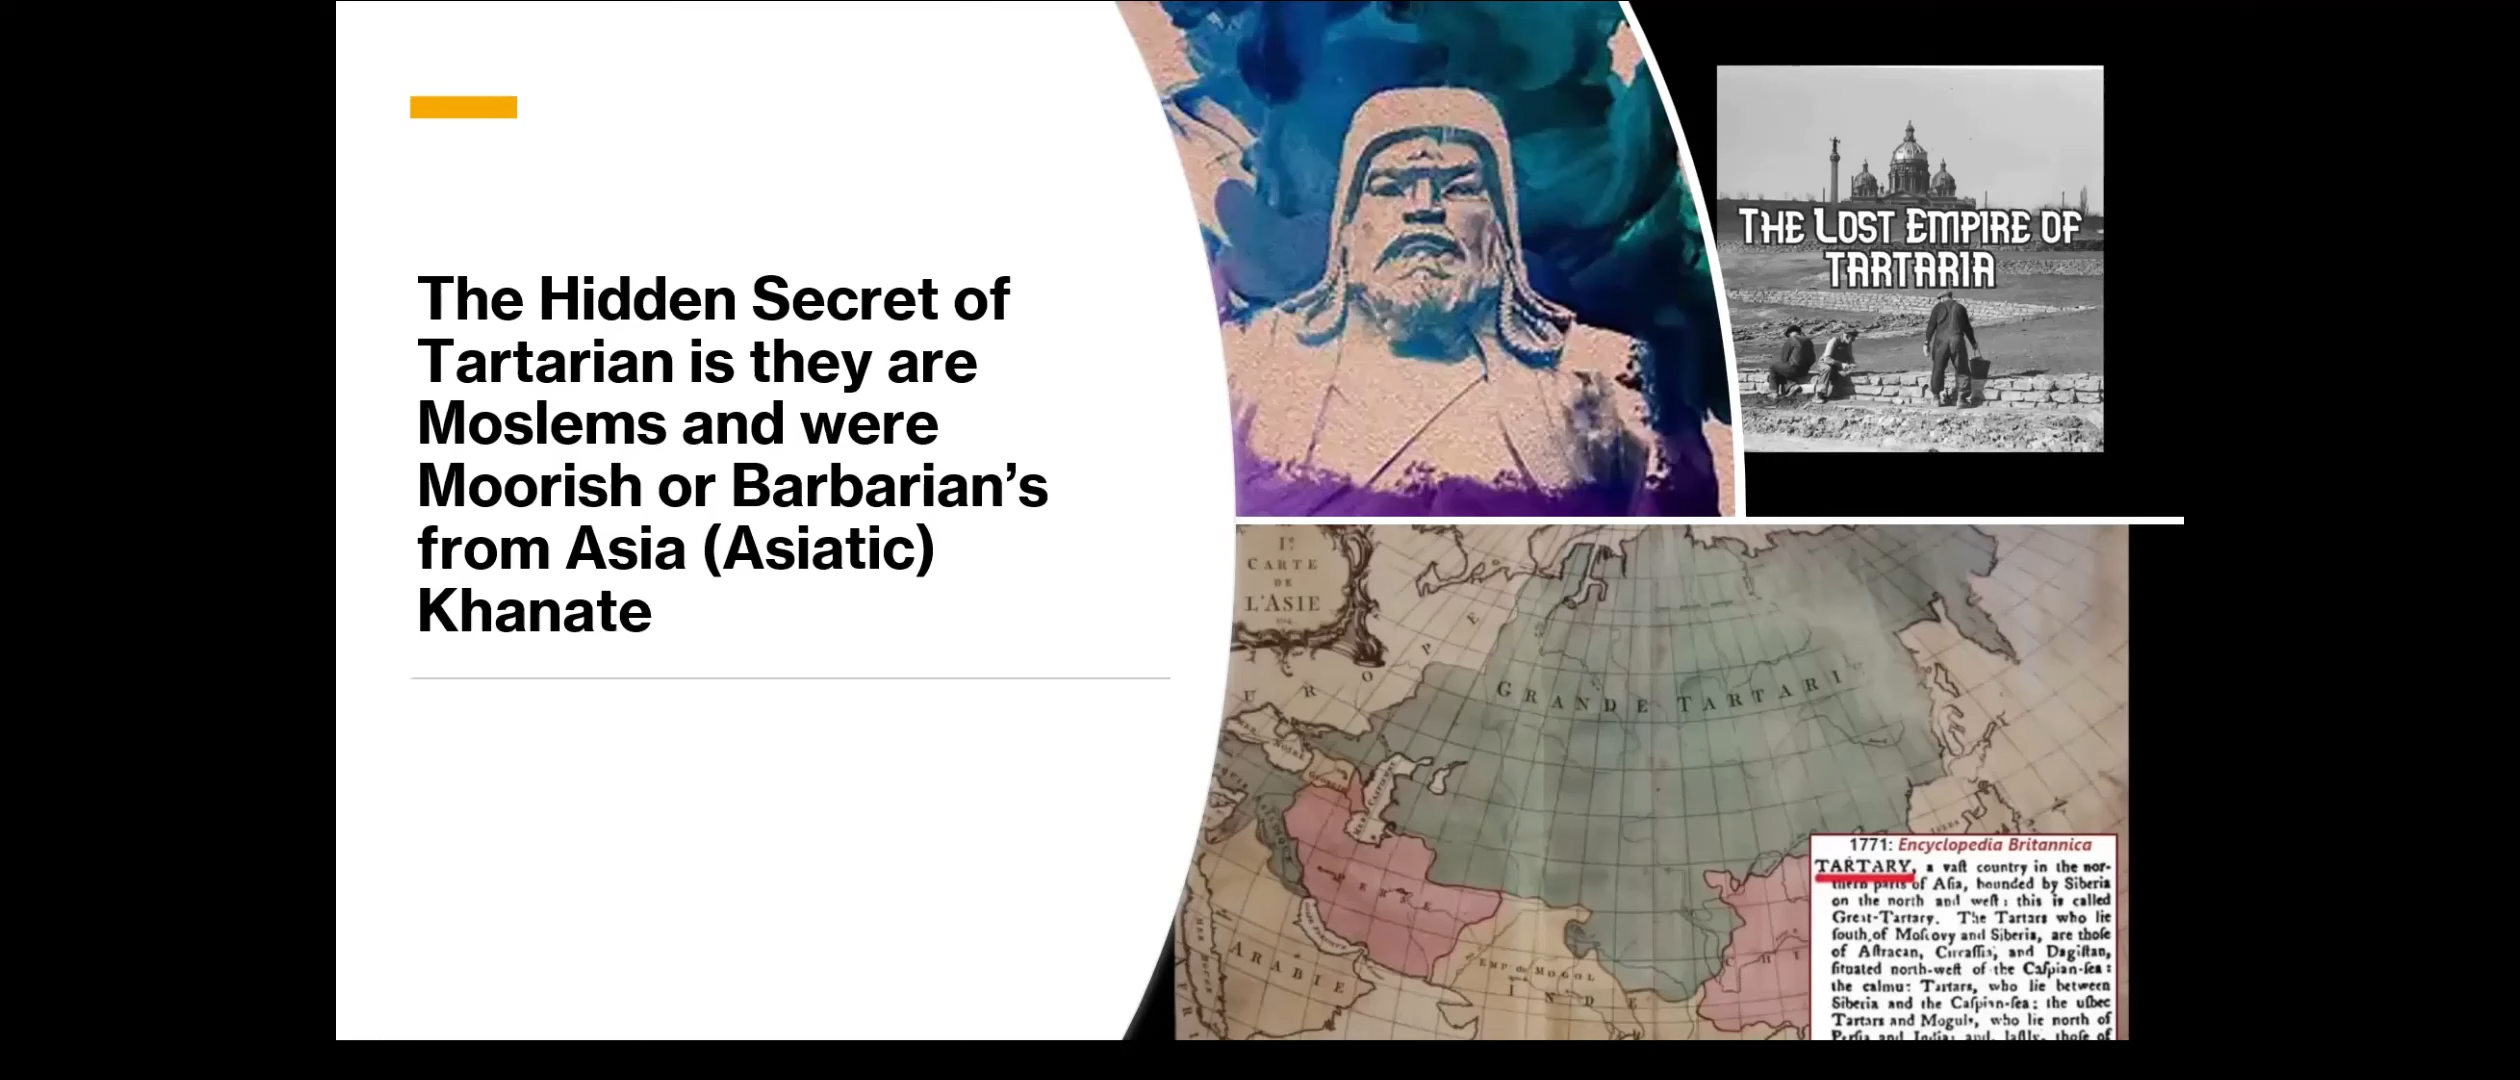 The Hidden Secret of
Tartarian is they are
Moslems and were
Moorish or Barbarian’s
from Asia (Asiatic)
Khanate
THE LOST EMPIRE OF
TARTARIA
CARTE
DE
L'ASIE
U R O P E
GRANDE TARTARI
PERSE
ARABIE
EMP du MOGOL
INDE
CHI
1771: Encyclopedia Britannica
TARTARY, a vaſt country in the nor-
thern parts of Aſia, bounded by Siberia
on the north and weſt: this is called
Great-Tartary. The Tartars who lie
ſouth of Moſcovy and Siberia, are thoſe
of Aſtracan, Circaſſia, and Dagiſtan,
ſituated north-weſt of the Caſpian-ſea:
the calmuc Tartars, who lie between
Siberia and the Caſpian-ſea; the uſbec
Tartars and Moguls, who lie north of
Perſia and India; and, laſtly, thoſe of